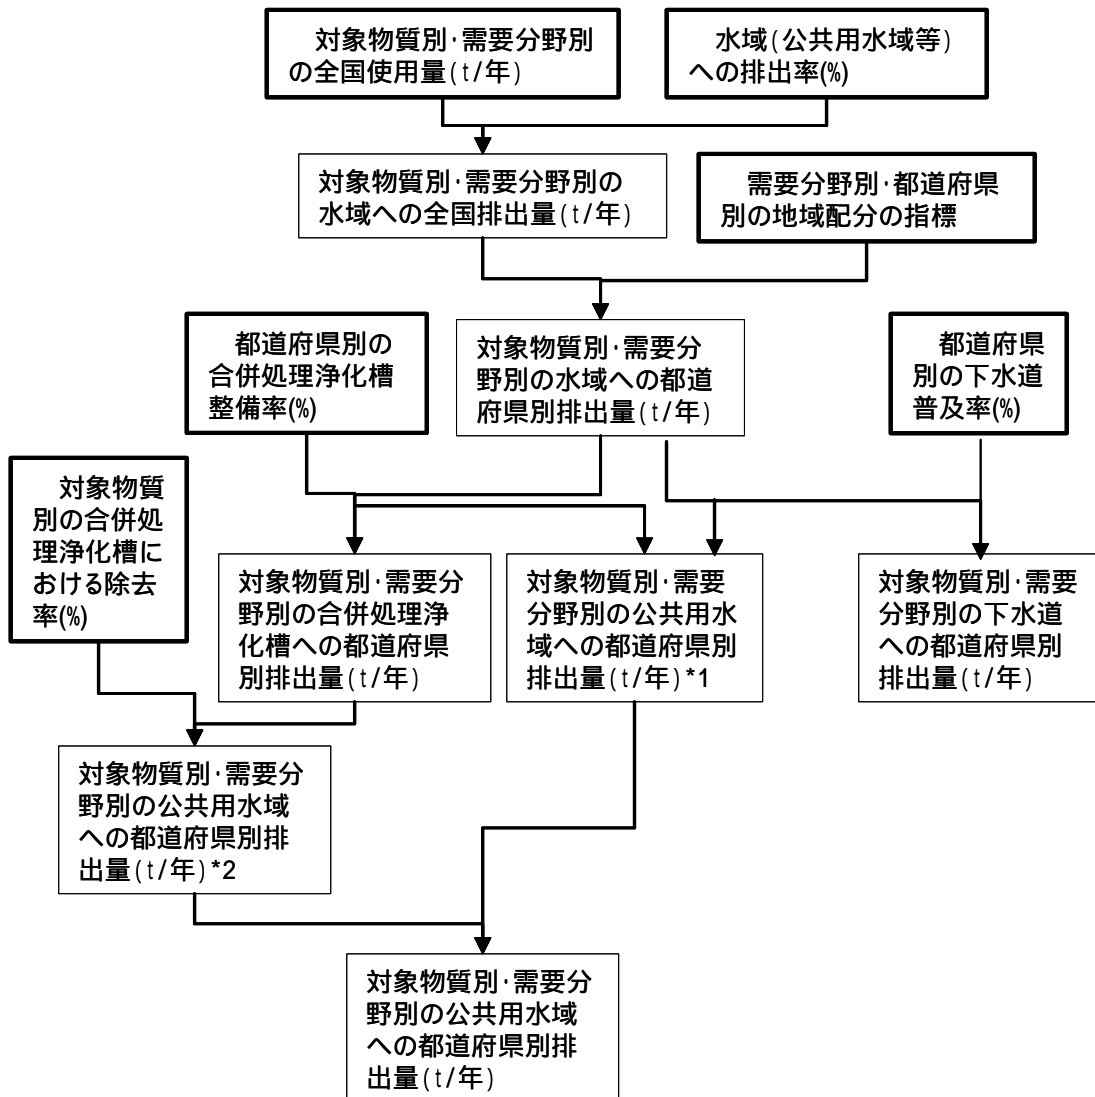 対象物質別・需要分野別
の全国使用量(t/年)
水域(公共用水域等)
への排出率(%)
対象物質別・需要分野別の
水域への全国排出量(t/年)
需要分野別・都道府県
別の地域配分の指標
都道府県別の
合併処理浄化槽
整備率(%)
対象物質別・需要分
野別の水域への都道
府県別排出量(t/年)
都道府県
別の下水道
普及率(%)
対象物質
別の合併処
理浄化槽に
おける除去
率(%)
対象物質別・需要分
野別の合併処理浄
化槽への都道府県
別排出量(t/年)
対象物質別・需要
分野別の公共用水
域への都道府県別
排出量(t/年)*1
対象物質別・需要
分野別の下水道
への都道府県別
排出量(t/年)
対象物質別・需要分
野別の公共用水域
への都道府県別排
出量(t/年)*2
対象物質別・需要分
野別の公共用水域
への都道府県別排
出量(t/年)